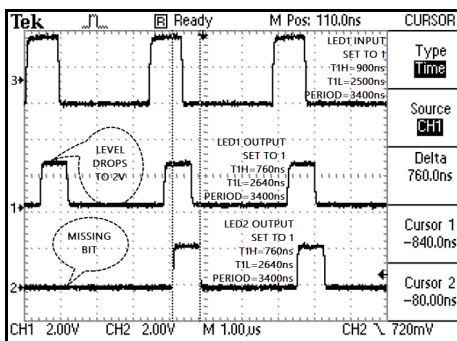 Tek R Ready M Pos: 110.0ns CURSOR
LED1 INPUT
SET TO 1
T1H=900ns
T1L=2500ns
PERIOD=3400ns
Type
Time
3
Source
CH1
LEVEL
DROPS
TO 2V
LED1 OUTPUT
SET TO 1
T1H=760ns
T1L=2640ns
PERIOD=3400ns
Delta
760.0ns
1
MISSING
BIT
LED2 OUTPUT
SET TO 1
T1H=760ns
T1L=2640ns
PERIOD=3400ns
Cursor 1
-840.0ns
2
Cursor 2
-80.00ns
CH1 2.00V CH2 2.00V M 1.00µs CH2 720mV